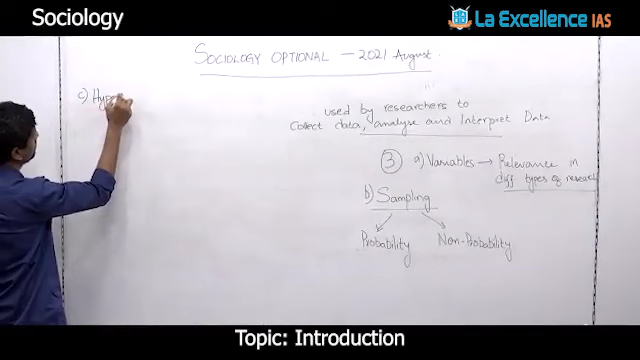 Sociology
La Excellence IAS
SOCIOLOGY OPTIONAL — 2021 August
c) Hyp
used by researchers to
Collect data, analyse and Interpret Data
3 a) Variables → Relevance in
diff types of research
b) Sampling
Probability Non-Probability
Topic: Introduction